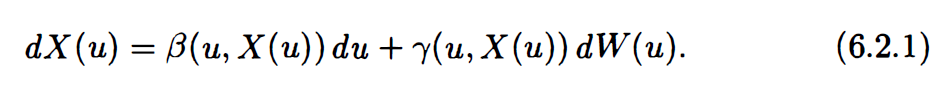 dX(u) = β(u, X(u)) du + γ(u, X(u)) dW(u). (6.2.1)